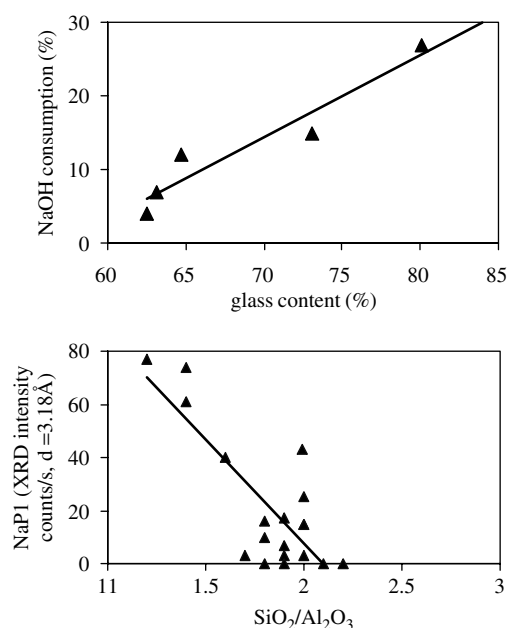 30
20
10
0
NaOH consumption (%)
60 65 70 75 80 85
glass content (%)
80
60
40
20
0
NaP1 (XRD intensity
counts/s, d =3.18Å)
11 1.5 2 2.5 3
SiO₂/Al₂O₃